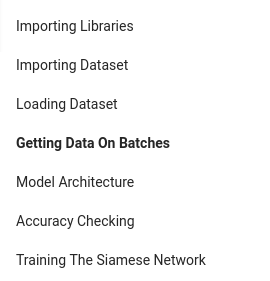 Importing Libraries
Importing Dataset
Loading Dataset
Getting Data On Batches
Model Architecture
Accuracy Checking
Training The Siamese Network